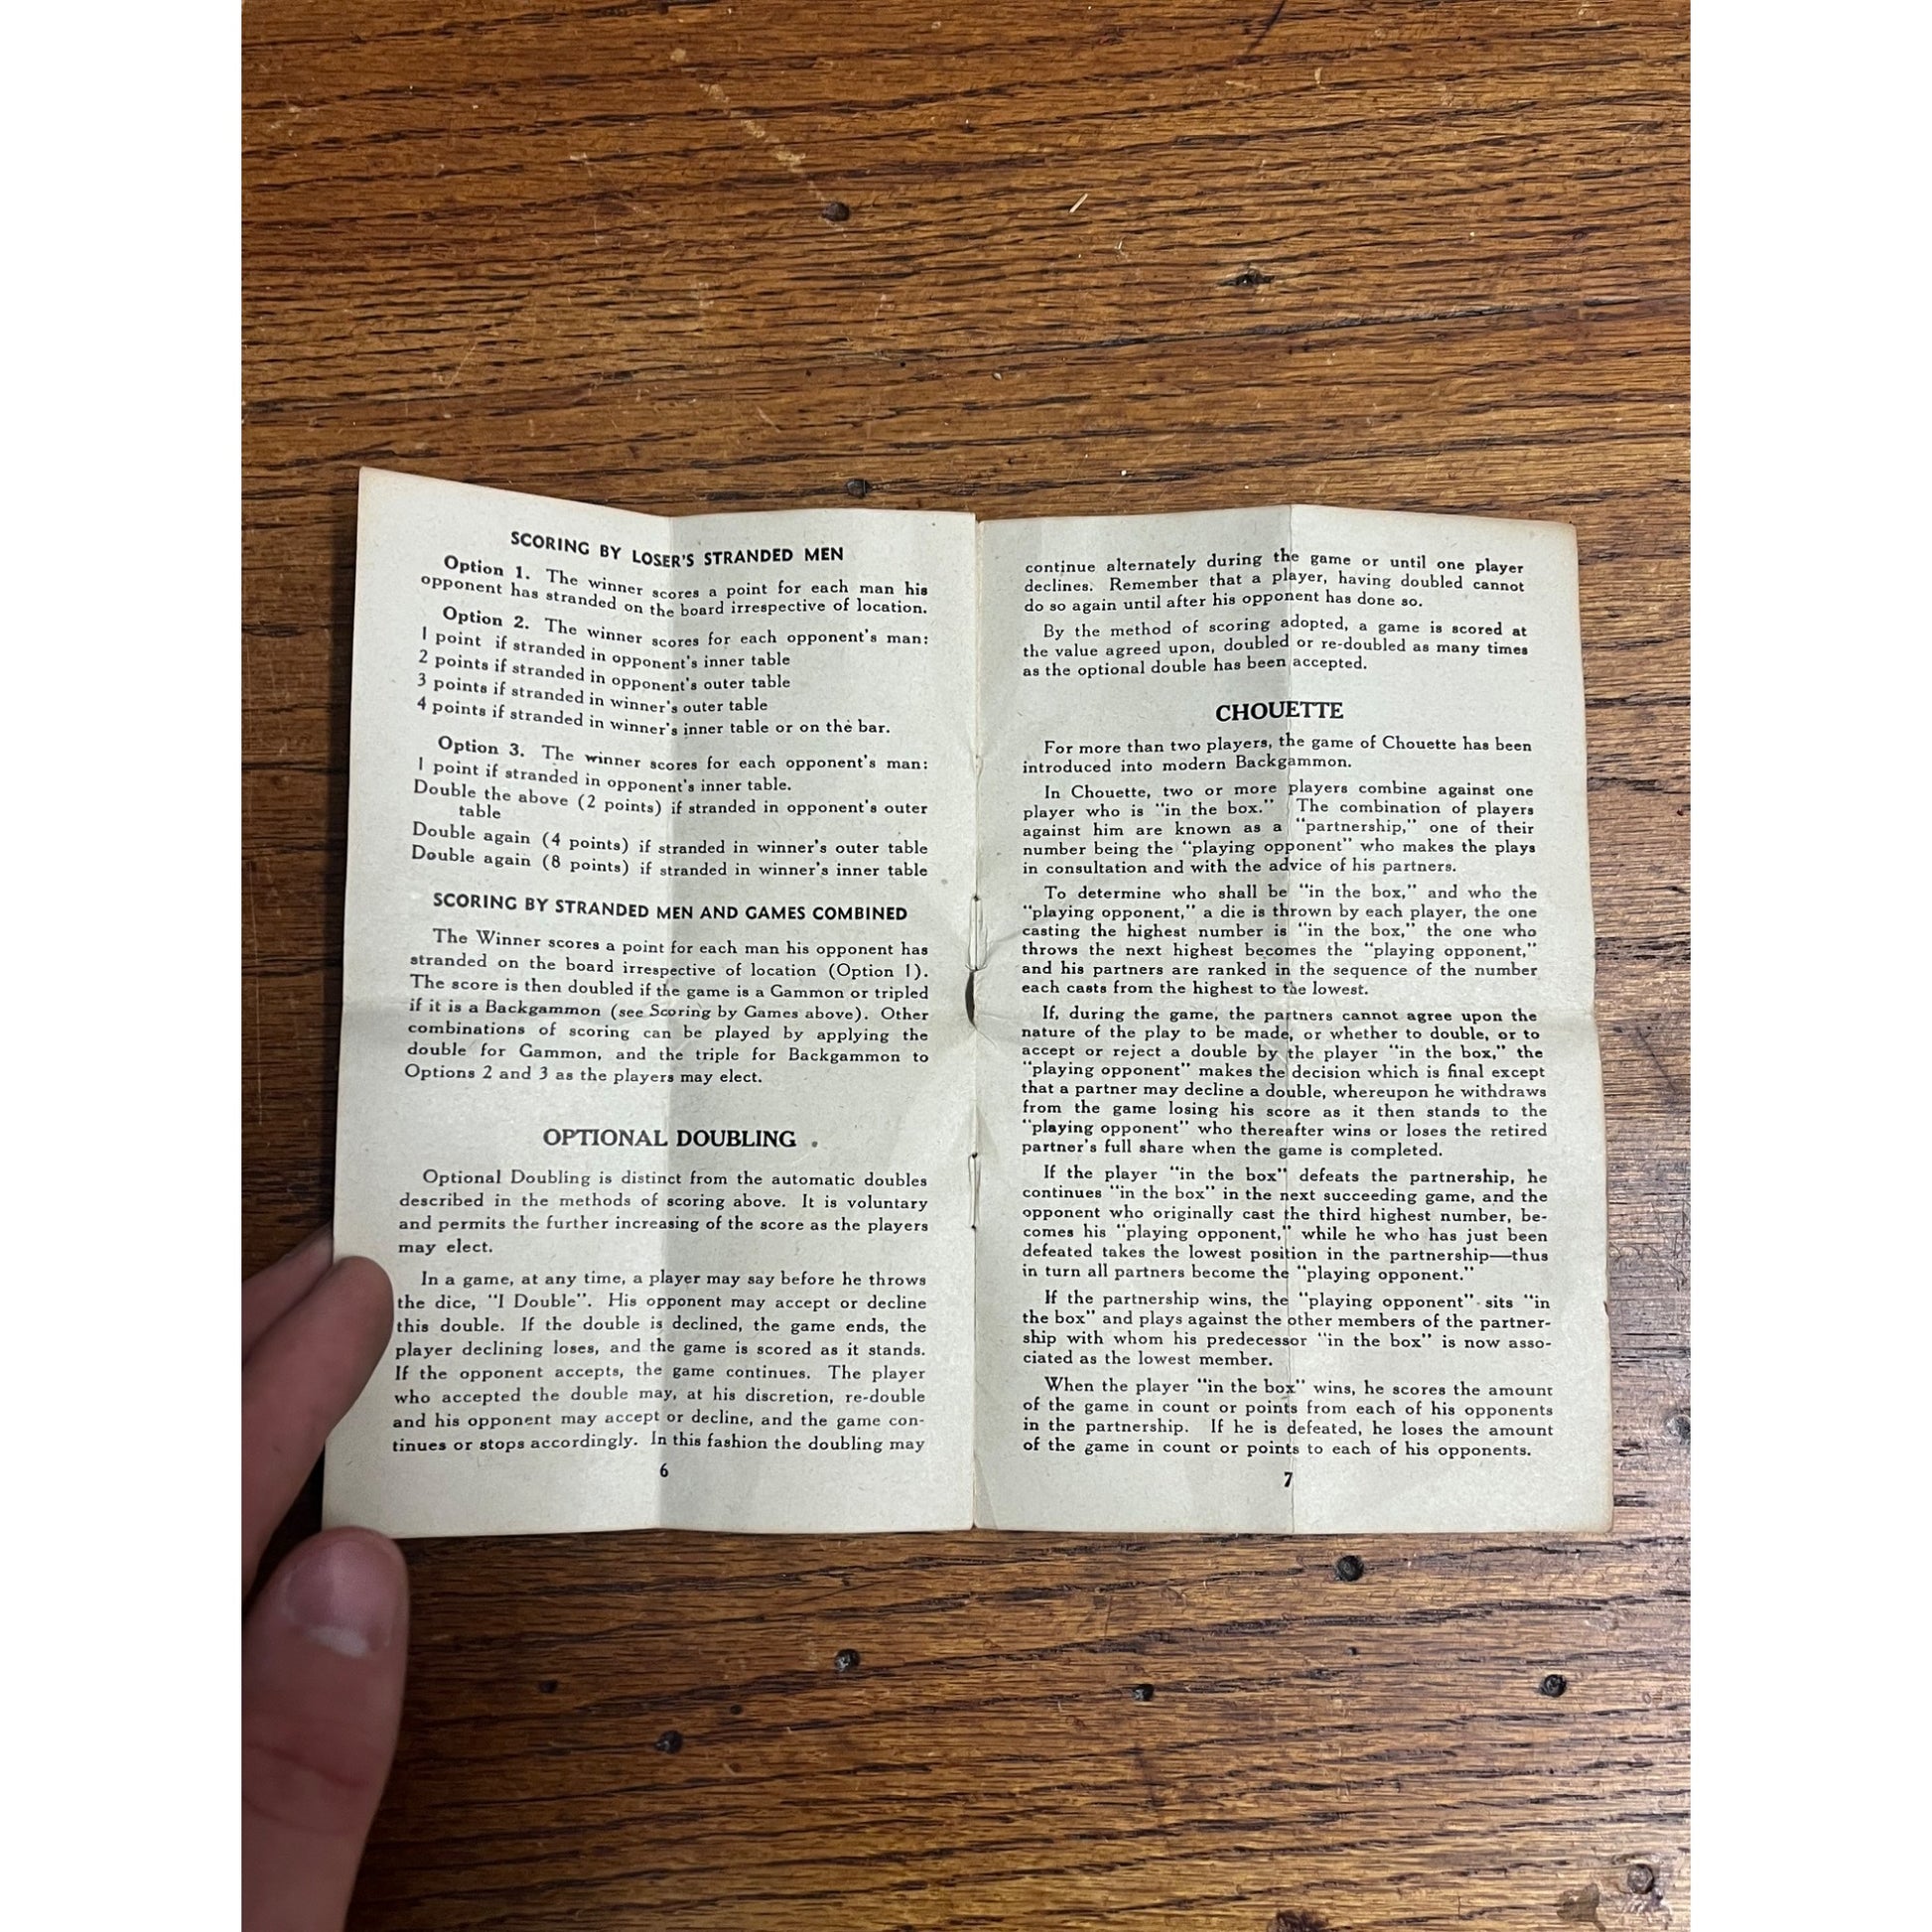 SCORING BY LOSER'S STRANDED MEN
Option 1. The winner scores a point for each man his
opponent has stranded on the board irrespective of location.
Option 2. The winner scores for each opponent's man:
1 point if stranded in opponent's inner table
2 points if stranded in opponent's outer table
3 points if stranded in winner's outer table
4 points if stranded in winner's inner table or on the bar.
Option 3. The winner scores for each opponent's man:
1 point if stranded in opponent's inner table.
Double the above (2 points) if stranded in opponent's outer
table
Double again (4 points) if stranded in winner's outer table
Double again (8 points) if stranded in winner's inner table
SCORING BY STRANDED MEN AND GAMES COMBINED
The Winner scores a point for each man his opponent has
stranded on the board irrespective of location (Option 1).
The score is then doubled if the game is a Gammon or tripled
if it is a Backgammon (see Scoring by Games above). Other
combinations of scoring can be played by applying the
double for Gammon, and the triple for Backgammon to
Options 2 and 3 as the players may elect.
OPTIONAL DOUBLING
Optional Doubling is distinct from the automatic doubles
described in the methods of scoring above. It is voluntary
and permits the further increasing of the score as the players
may elect.
In a game, at any time, a player may say before he throws
the dice, "I Double". His opponent may accept or decline
this double. If the double is declined, the game ends, the
player declining loses, and the game is scored as it stands.
If the opponent accepts, the game continues. The player
who accepted the double may, at his discretion, re-double
and his opponent may accept or decline, and the game con-
tinues or stops accordingly. In this fashion the doubling may
6
continue alternately during the game or until one player
declines. Remember that a player, having doubled cannot
do so again until after his opponent has done so.
By the method of scoring adopted, a game is scored at
the value agreed upon, doubled or re-doubled as many times
as the optional double has been accepted.
CHOUETTE
For more than two players, the game of Chouette has been
introduced into modern Backgammon.
In Chouette, two or more players combine against one
player who is "in the box." The combination of players
against him are known as a "partnership," one of their
number being the "playing opponent" who makes the plays
in consultation and with the advice of his partners.
To determine who shall be "in the box," and who the
"playing opponent," a die is thrown by each player, the one
casting the highest number is "in the box," the one who
throws the next highest becomes the "playing opponent,"
and his partners are ranked in the sequence of the number
each casts from the highest to the lowest.
If, during the game, the partners cannot agree upon the
nature of the play to be made, or whether to double, or to
accept or reject a double by the player "in the box," the
"playing opponent" makes the decision which is final except
that a partner may decline a double, whereupon he withdraws
from the game losing his score as it then stands to the
"playing opponent" who thereafter wins or loses the retired
partner's full share when the game is completed.
If the player "in the box" defeats the partnership, he
continues "in the box" in the next succeeding game, and the
opponent who originally cast the third highest number, be-
comes his "playing opponent," while he who has just been
defeated takes the lowest position in the partnership—thus
in turn all partners become the "playing opponent."
If the partnership wins, the "playing opponent" sits "in
the box" and plays against the other members of the partner-
ship with whom his predecessor "in the box" is now asso-
ciated as the lowest member.
When the player "in the box" wins, he scores the amount
of the game in count or points from each of his opponents
in the partnership. If he is defeated, he loses the amount
of the game in count or points to each of his opponents.
7